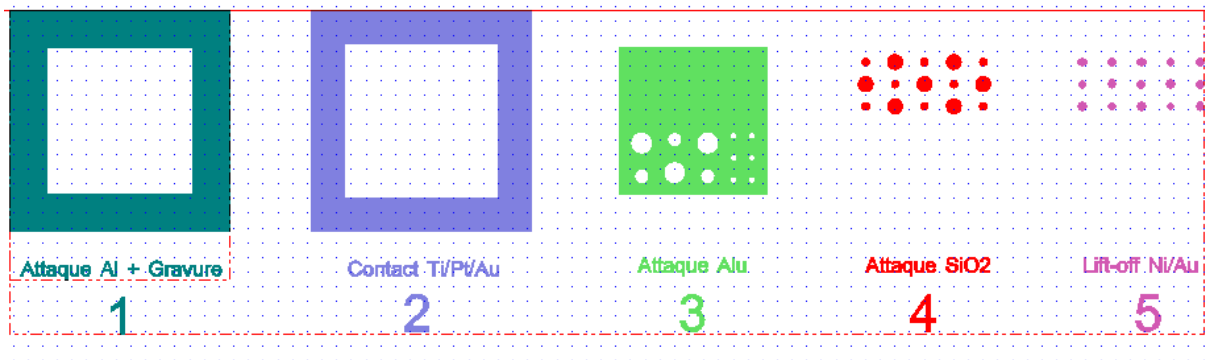 Attaque Al + Gravure
Contact Ti/Pt/Au
Attaque Alu
Attaque SiO2
Lift-off Ni/Au
1
2
3
4
5